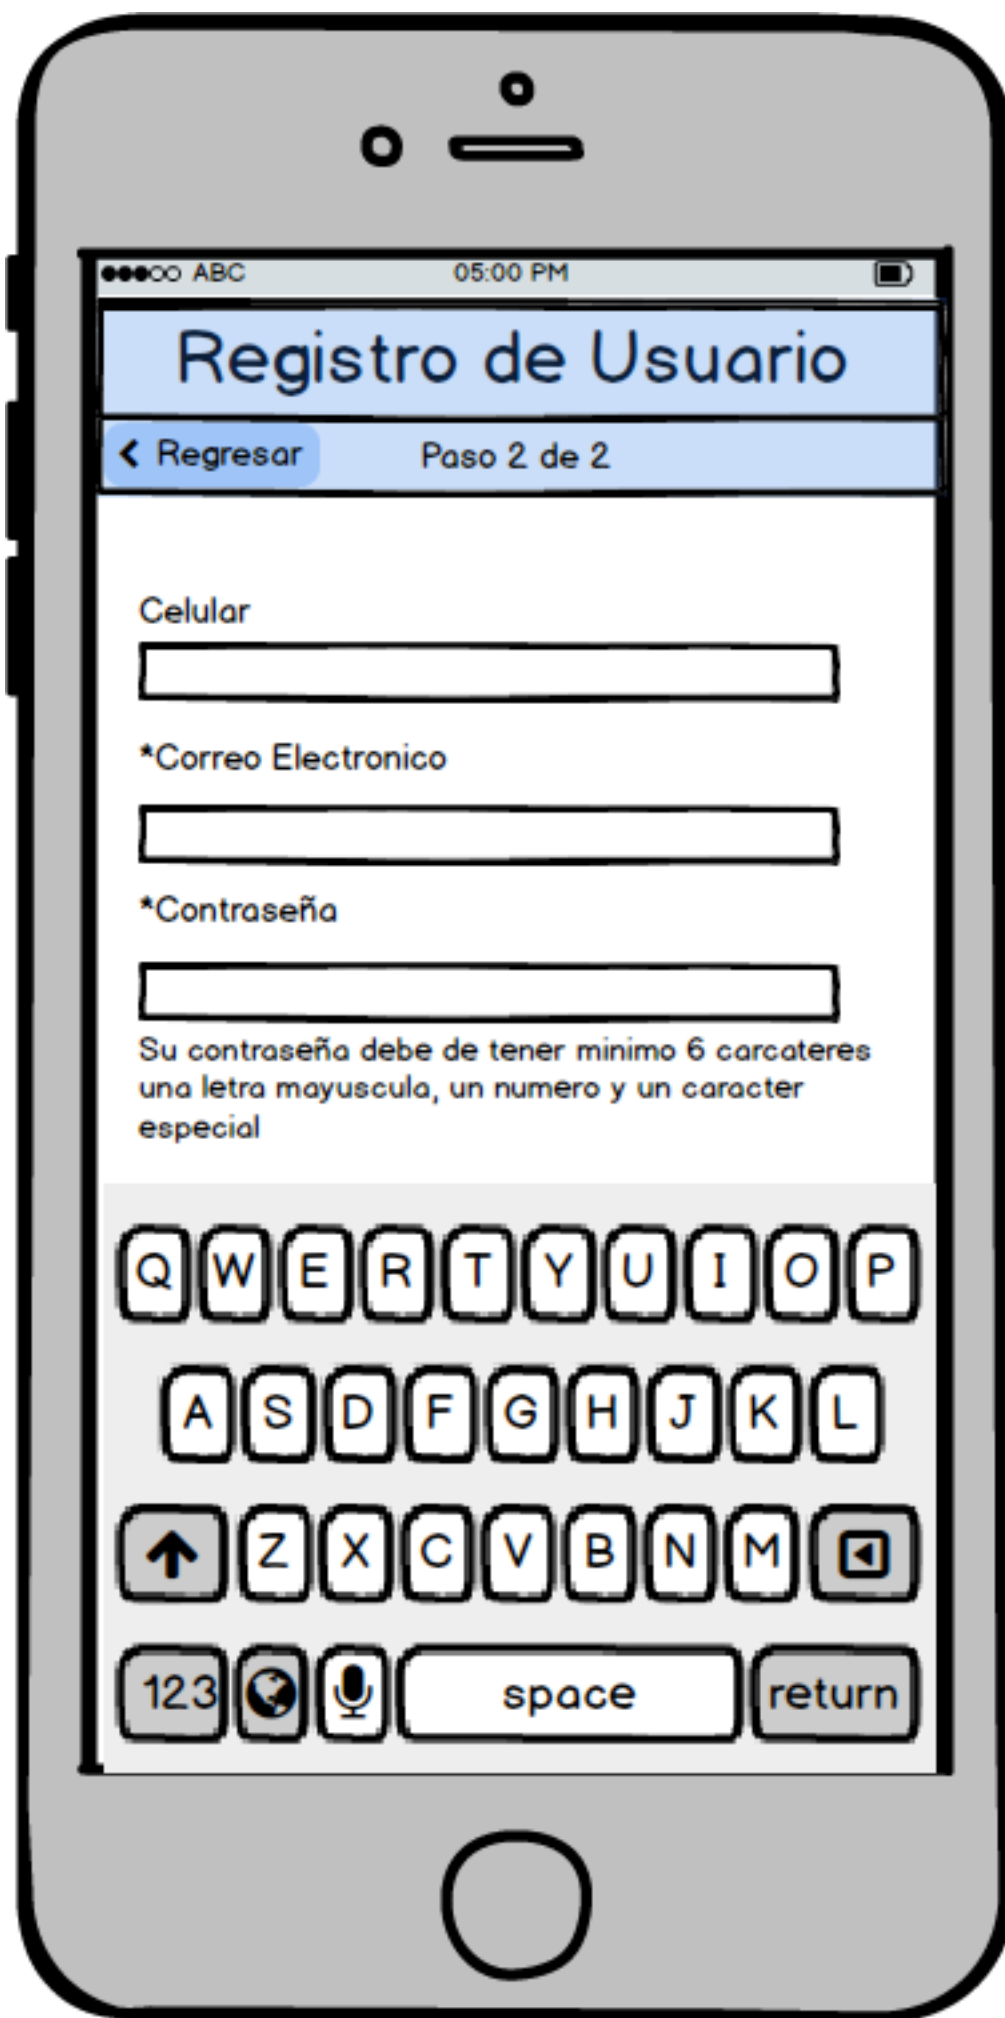 ABC 05:00 PM
Registro de Usuario
Regresar Paso 2 de 2
Celular
*Correo Electronico
*Contraseña
Su contraseña debe de tener minimo 6 carcateres
una letra mayuscula, un numero y un caracter
especial
Q W E R T Y U I O P
A S D F G H J K L
Z X C V B N M
123 space return